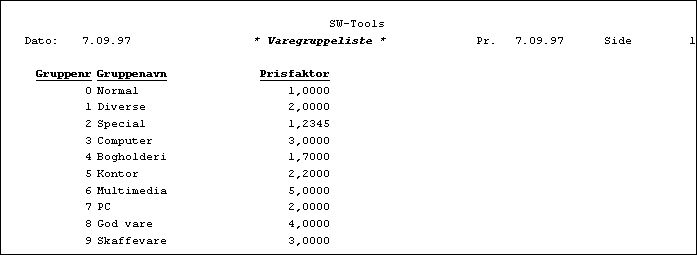 SW-Tools
Dato: 7.09.97 * Varegruppeliste * Pr. 7.09.97 Side 1
Gruppenr Gruppenavn Prisfaktor
0 Normal 1,0000
1 Diverse 2,0000
2 Special 1,2345
3 Computer 3,0000
4 Bogholderi 1,7000
5 Kontor 2,2000
6 Multimedia 5,0000
7 PC 2,0000
8 God vare 4,0000
9 Skaffevare 3,0000